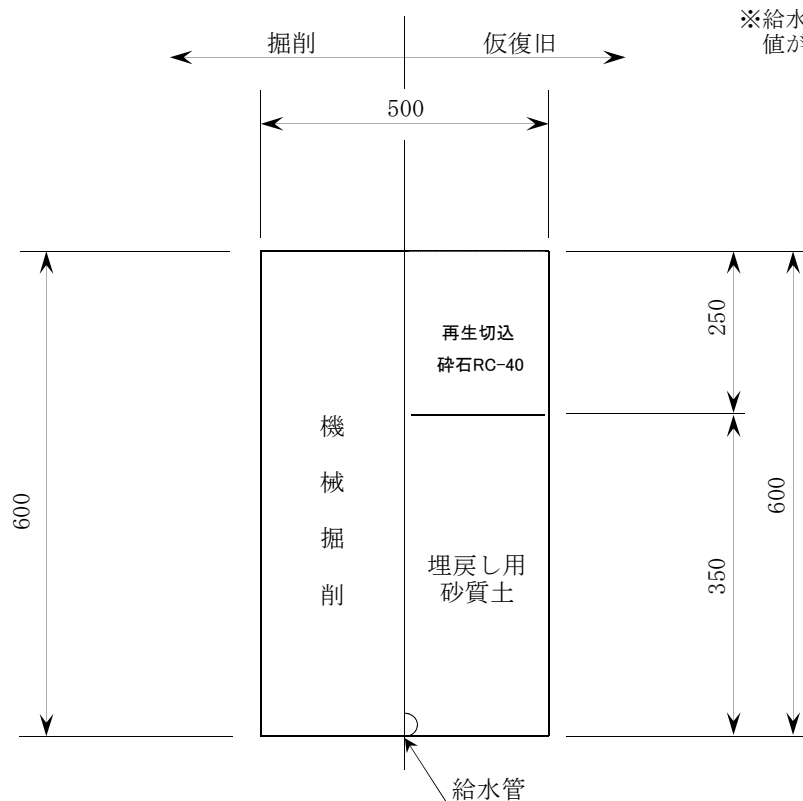 ※給水
値が
掘削
仮復旧
500
再生切込
砕石RC-40
250
機
械
掘
削
600
埋戻し用
砂質土
350
600
給水管